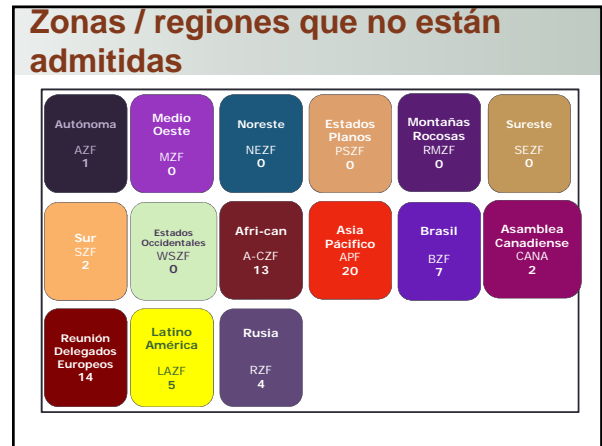 Zonas / regiones que no están
admitidas
Autónoma
AZF
1
Medio
Oeste
MZF
0
Noreste
NEZF
0
Estados
Planos
PSZF
0
Montañas
Rocosas
RMZF
0
Sureste
SEZF
0
Sur
SZF
2
Estados
Occidentales
WSZF
0
Afri-can
A-CZF
13
Asia
Pácífico
APF
20
Brasil
BZF
7
Asamblea
Canadiense
CANA
2
Reunión
Delegados
Europeos
14
Latino
América
LAZF
5
Rusia
RZF
4